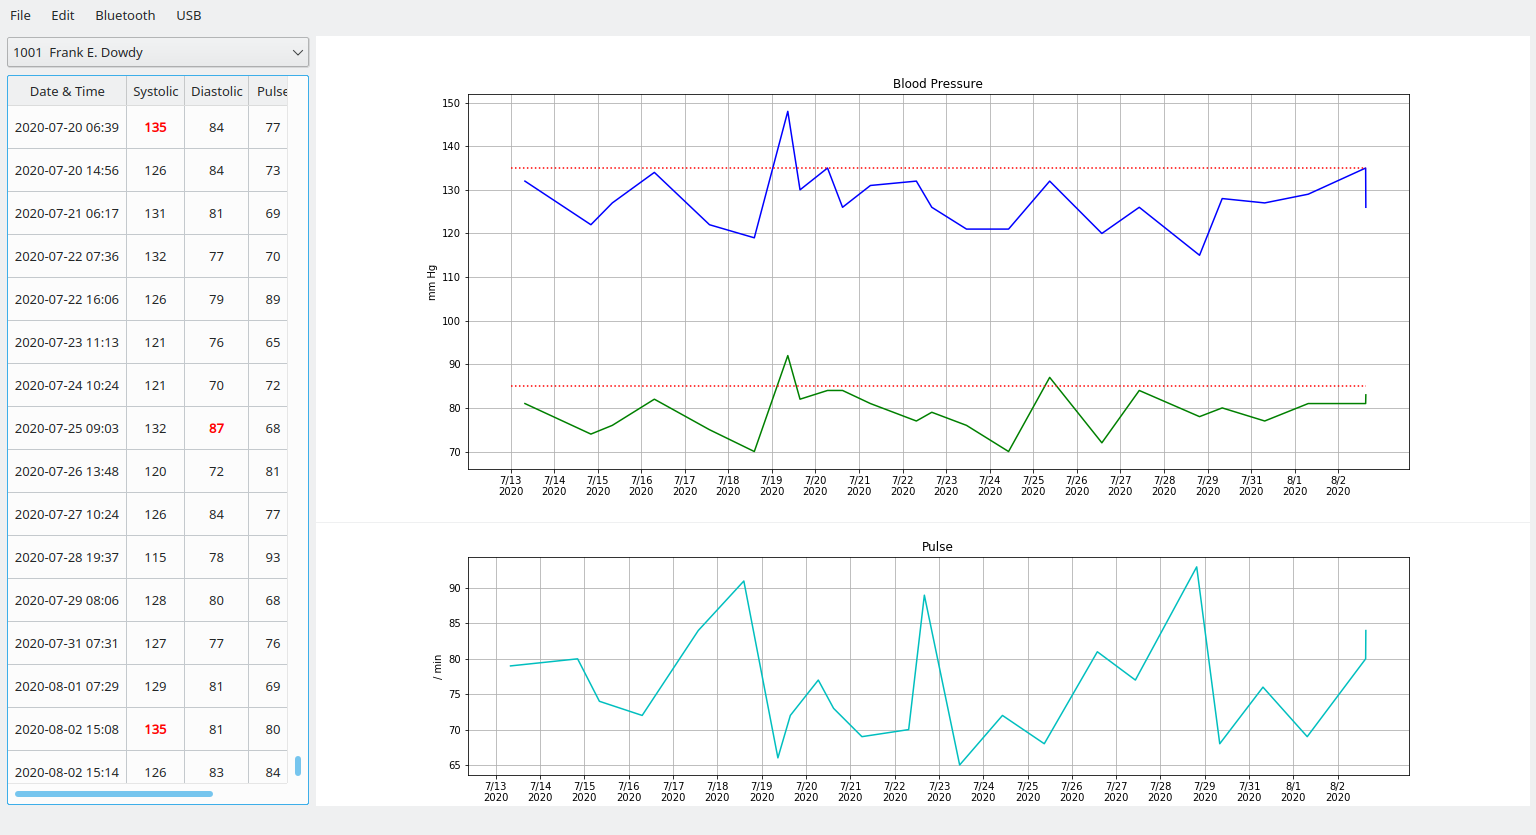 File Edit Bluetooth USB
1001 Frank E. Dowdy
Date & Time Systolic Diastolic Pulse
2020-07-20 06:39 135 84 77
2020-07-20 14:56 126 84 73
2020-07-21 06:17 131 81 69
2020-07-22 07:36 132 77 70
2020-07-22 16:06 126 79 89
2020-07-23 11:13 121 76 65
2020-07-24 10:24 121 70 72
2020-07-25 09:03 132 87 68
2020-07-26 13:48 120 72 81
2020-07-27 10:24 126 84 77
2020-07-28 19:37 115 78 93
2020-07-29 08:06 128 80 68
2020-07-31 07:31 127 77 76
2020-08-01 07:29 129 81 69
2020-08-02 15:08 135 81 80
2020-08-02 15:14 126 83 84
Blood Pressure
150
140
130
120
110
100
90
80
70
mm Hg
7/13 7/14 7/15 7/16 7/17 7/18 7/19 7/20 7/21 7/22 7/23 7/24 7/25 7/26 7/27 7/28 7/29 7/31 8/1 8/2
2020 2020 2020 2020 2020 2020 2020 2020 2020 2020 2020 2020 2020 2020 2020 2020 2020 2020 2020 2020
Pulse
90
85
80
75
70
65
/ min
7/13 7/14 7/15 7/16 7/17 7/18 7/19 7/20 7/21 7/22 7/23 7/24 7/25 7/26 7/27 7/28 7/29 7/31 8/1 8/2
2020 2020 2020 2020 2020 2020 2020 2020 2020 2020 2020 2020 2020 2020 2020 2020 2020 2020 2020 2020